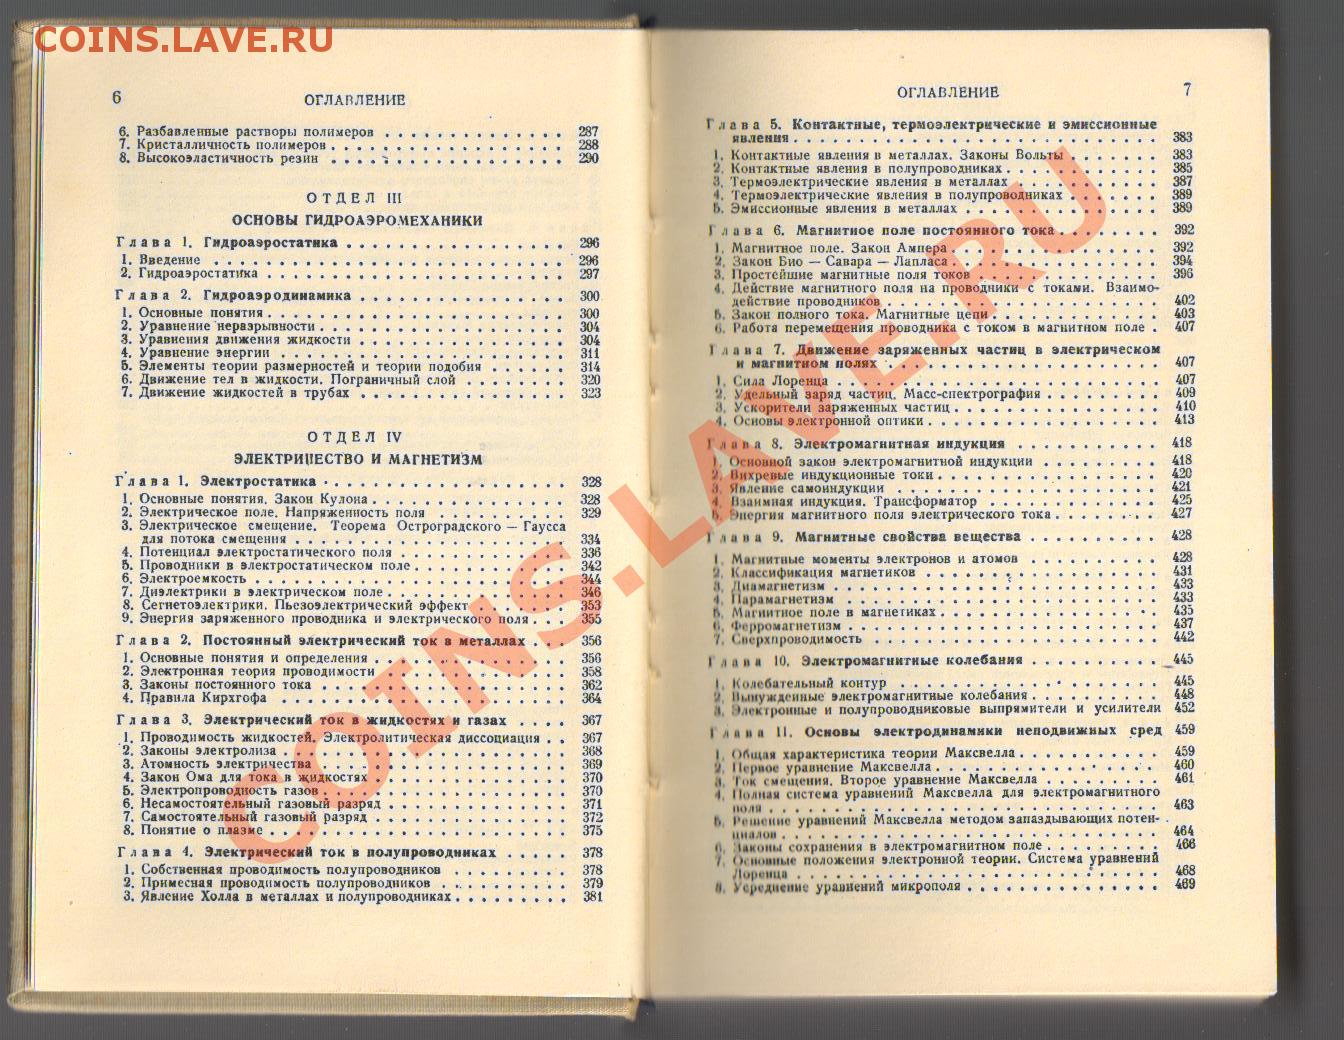 COINS.LAVE.RU
6
ОГЛАВЛЕНИЕ
6. Разбавленные растворы полимеров . . . . . . . . . . . . . . 287
7. Кристалличность полимеров . . . . . . . . . . . . . . . . . . 288
8. Высокоэластичность резин . . . . . . . . . . . . . . . . . . 290
ОТДЕЛ III
ОСНОВЫ ГИДРОАЭРОМЕХАНИКИ
Глава 1. Гидроаэростатика . . . . . . . . . . . . . . . . . 296
1. Введение . . . . . . . . . . . . . . . . . . . . . . . . . . 296
2. Гидроаэростатика . . . . . . . . . . . . . . . . . . . . . . 297
Глава 2. Гидроаэродинамика . . . . . . . . . . . . . . . . 300
1. Основные понятия . . . . . . . . . . . . . . . . . . . . . . 300
2. Уравнение неразрывности . . . . . . . . . . . . . . . . . . 304
3. Уравнения движения жидкости . . . . . . . . . . . . . . . . 304
4. Уравнение энергии . . . . . . . . . . . . . . . . . . . . . 311
5. Элементы теории размерностей и теории подобия . . . . . . 314
6. Движение тел в жидкости. Пограничный слой . . . . . . . . 320
7. Движение жидкостей в трубах . . . . . . . . . . . . . . . . 323
ОТДЕЛ IV
ЭЛЕКТРИЧЕСТВО И МАГНЕТИЗМ
Глава 1. Электростатика . . . . . . . . . . . . . . . . . . 328
1. Основные понятия. Закон Кулона . . . . . . . . . . . . . . . 328
2. Электрическое поле. Напряженность поля . . . . . . . . . . 329
3. Электрическое смещение. Теорема Остроградского — Гаусса
для потока смещения . . . . . . . . . . . . . . . . . . . . . 334
4. Потенциал электростатического поля . . . . . . . . . . . . . 336
5. Проводники в электростатическом поле . . . . . . . . . . . . 342
6. Электроемкость . . . . . . . . . . . . . . . . . . . . . . . 344
7. Диэлектрики в электрическом поле . . . . . . . . . . . . . . 346
8. Сегнетоэлектрики. Пьезоэлектрический эффект . . . . . . . 353
9. Энергия заряженного проводника и электрического поля . . . 355
Глава 2. Постоянный электрический ток в металлах . . . 356
1. Основные понятия и определения . . . . . . . . . . . . . . . 356
2. Электронная теория проводимости . . . . . . . . . . . . . . 358
3. Законы постоянного тока . . . . . . . . . . . . . . . . . . . 362
4. Правила Кирхгофа . . . . . . . . . . . . . . . . . . . . . . 364
Глава 3. Электрический ток в жидкостях и газах . . . . 367
1. Проводимость жидкостей. Электролитическая диссоциация . . 367
2. Законы электролиза . . . . . . . . . . . . . . . . . . . . . 368
3. Атомность электричества . . . . . . . . . . . . . . . . . . . 369
4. Закон Ома для тока в жидкостях . . . . . . . . . . . . . . . 370
5. Электропроводность газов . . . . . . . . . . . . . . . . . . 370
6. Несамостоятельный газовый разряд . . . . . . . . . . . . . . 371
7. Самостоятельный газовый разряд . . . . . . . . . . . . . . . 372
8. Понятие о плазме . . . . . . . . . . . . . . . . . . . . . . 375
Глава 4. Электрический ток в полупроводниках . . . . . 378
1. Собственная проводимость полупроводников . . . . . . . . . 378
2. Примесная проводимость полупроводников . . . . . . . . . . 379
3. Явление Холла в металлах и полупроводниках . . . . . . . . . 381
ОГЛАВЛЕНИЕ
7
Глава 5. Контактные, термоэлектрические и эмиссионные
явления . . . . . . . . . . . . . . . . . . . . . . . . . . . . 383
1. Контактные явления в металлах. Законы Вольты . . . . . . . 383
2. Контактные явления в полупроводниках . . . . . . . . . . . . 385
3. Термоэлектрические явления в металлах . . . . . . . . . . . 387
4. Термоэлектрические явления в полупроводниках . . . . . . . 389
5. Эмиссионные явления в металлах . . . . . . . . . . . . . . . 389
Глава 6. Магнитное поле постоянного тока . . . . . . . . 392
1. Магнитное поле. Закон Ампера . . . . . . . . . . . . . . . . 392
2. Закон Био — Савара — Лапласа . . . . . . . . . . . . . . . . 394
3. Простейшие магнитные поля токов . . . . . . . . . . . . . . 396
4. Действие магнитного поля на проводники с токами. Взаимо-
действие проводников . . . . . . . . . . . . . . . . . . . . . 402
5. Закон полного тока. Магнитные цепи . . . . . . . . . . . . . 403
6. Работа перемещения проводника с током в магнитном поле . 407
Глава 7. Движение заряженных частиц в электрическом
и магнитном полях . . . . . . . . . . . . . . . . . . . . . . 407
1. Сила Лоренца . . . . . . . . . . . . . . . . . . . . . . . . 407
2. Удельный заряд частиц. Масс-спектрография . . . . . . . . . 409
3. Ускорители заряженных частиц . . . . . . . . . . . . . . . . 410
4. Основы электронной оптики . . . . . . . . . . . . . . . . . . 413
Глава 8. Электромагнитная индукция . . . . . . . . . . . 418
1. Основной закон электромагнитной индукции . . . . . . . . . 418
2. Вихревые индукционные токи . . . . . . . . . . . . . . . . . 420
3. Явление самоиндукции . . . . . . . . . . . . . . . . . . . . 421
4. Взаимная индукция. Трансформатор . . . . . . . . . . . . . . 425
5. Энергия магнитного поля электрического тока . . . . . . . . 427
Глава 9. Магнитные свойства вещества . . . . . . . . . . 428
1. Магнитные моменты электронов и атомов . . . . . . . . . . . 428
2. Классификация магнетиков . . . . . . . . . . . . . . . . . . 431
3. Диамагнетизм . . . . . . . . . . . . . . . . . . . . . . . . 433
4. Парамагнетизм . . . . . . . . . . . . . . . . . . . . . . . . 433
5. Магнитное поле в магнетиках . . . . . . . . . . . . . . . . . 435
6. Ферромагнетизм . . . . . . . . . . . . . . . . . . . . . . . 437
7. Сверхпроводимость . . . . . . . . . . . . . . . . . . . . . . 442
Глава 10. Электромагнитные колебания . . . . . . . . . . 445
1. Колебательный контур . . . . . . . . . . . . . . . . . . . . 445
2. Вынужденные электромагнитные колебания . . . . . . . . . . 448
3. Электронные и полупроводниковые выпрямители и усилители 452
Глава 11. Основы электродинамики неподвижных сред 459
1. Общая характеристика теории Максвелла . . . . . . . . . . . 459
2. Первое уравнение Максвелла . . . . . . . . . . . . . . . . . 460
3. Ток смещения. Второе уравнение Максвелла . . . . . . . . . 461
4. Полная система уравнений Максвелла для электромагнитного
поля . . . . . . . . . . . . . . . . . . . . . . . . . . . . . . 463
5. Решение уравнений Максвелла методом запаздывающих потен-
циалов . . . . . . . . . . . . . . . . . . . . . . . . . . . . . 464
6. Законы сохранения в электромагнитном поле . . . . . . . . . 466
7. Основные положения электронной теории. Система уравнений
Лоренца . . . . . . . . . . . . . . . . . . . . . . . . . . . . 468
8. Усреднение уравнений микрополя . . . . . . . . . . . . . . . 469
COINS.LAVE.RU